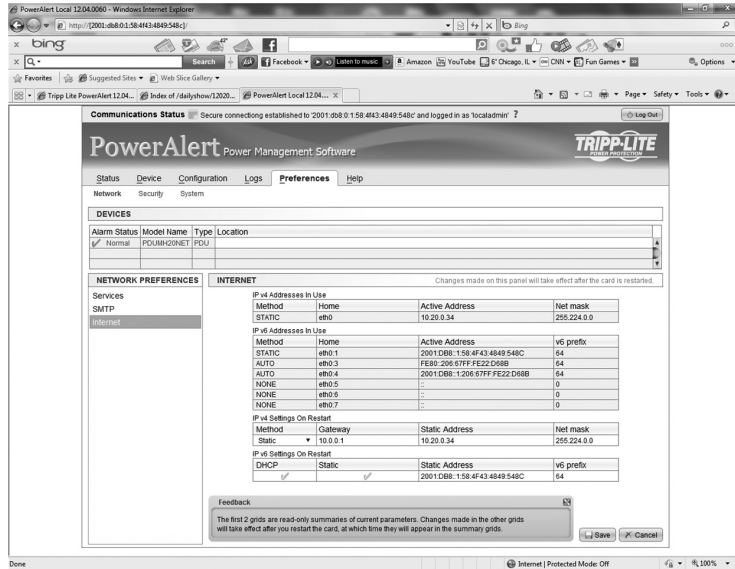 PowerAlert Local 12.04.0060 - Windows Internet Explorer
http://[2001:db8:0:1:58:4f43:4849:548c]/
Bing
bing
Q
Search
Facebook
Listen to music
Amazon
YouTube
6° Chicago, IL
CNN
Fun Games
Options
Favorites
Suggested Sites
Web Slice Gallery
Tripp Lite PowerAlert 12.04...
Index of /dailyshow/12020...
PowerAlert Local 12.04....
Page
Safety
Tools
Communications Status
Secure connectiong established to '2001:db8:0:1:58:4f43:4849:548c' and logged in as 'localadmin' ?
Log Out
PowerAlert Power Management Software
TRIPP·LITE
POWER PROTECTION
Status Device Configuration Logs Preferences Help
Network Security System
DEVICES
Alarm Status Model Name Type Location
Normal PDUMH20NET PDU
NETWORK PREFERENCES
Services
SMTP
Internet
INTERNET
Changes made on this panel will take effect after the card is restarted.
IP v4 Addresses In Use
Method Home Active Address Net mask
STATIC eth0 10.20.0.34 255.224.0.0
IP v6 Addresses In Use
Method Home Active Address v6 prefix
STATIC eth0:1 2001:DB8::1:58:4F43:4849:548C 64
AUTO eth0:3 FE80::206:67FF:FE22:D68B 64
AUTO eth0:4 2001:DB8::1:206:67FF:FE22:D68B 64
NONE eth0:5 :: 0
NONE eth0:6 :: 0
NONE eth0:7 :: 0
IP v4 Settings On Restart
Method Gateway Static Address Net mask
Static 10.0.0.1 10.20.0.34 255.224.0.0
IP v6 Settings On Restart
DHCP Static Static Address v6 prefix
2001:DB8::1:58:4F43:4849:548C 64
Feedback
The first 2 grids are read-only summaries of current parameters. Changes made in the other grids
will take effect after you restart the card, at which time they will appear in the summary grids.
Save
Cancel
Done
Internet | Protected Mode: Off
100%